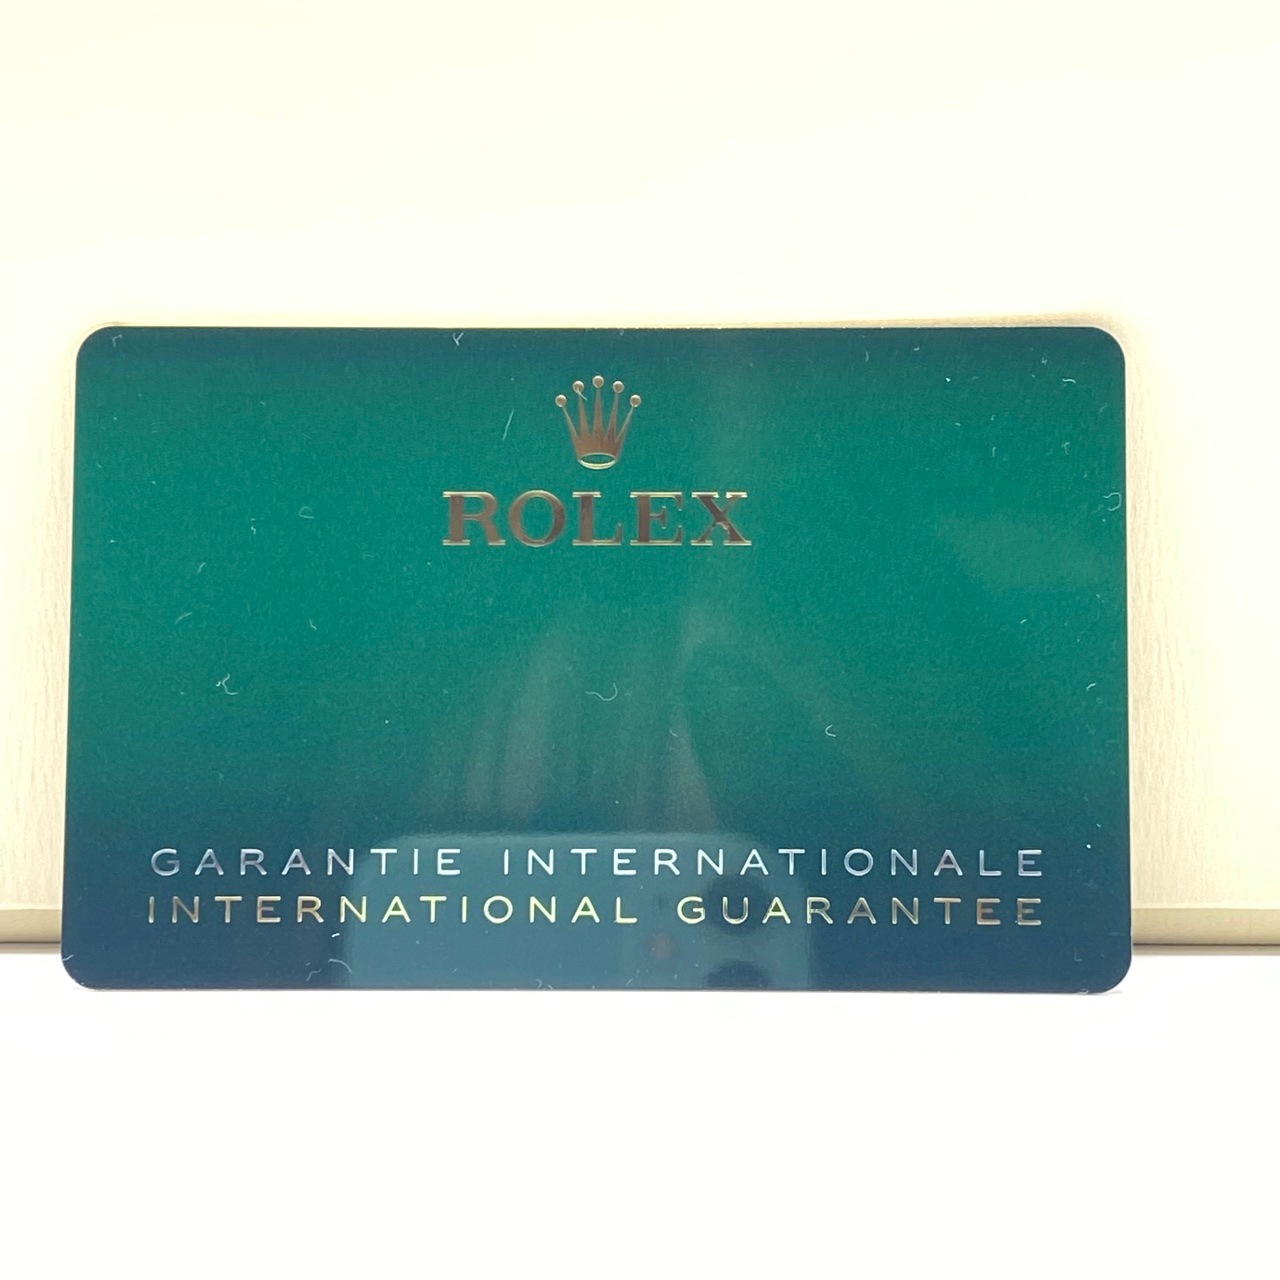 ROLEX
GARANTIE INTERNATIONALE
INTERNATIONAL GUARANTEE